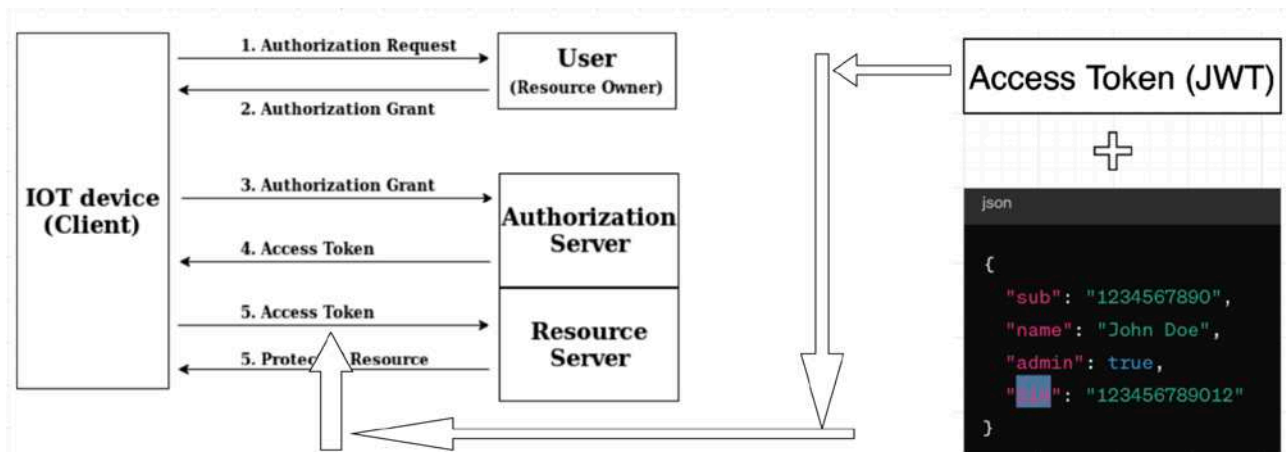 1. Authorization Request
User
(Resource Owner)
2. Authorization Grant
IOT device
(Client)
3. Authorization Grant
Authorization
Server
4. Access Token
5. Access Token
Resource
Server
5. Protec Resource
Access Token (JWT)
json
{
"sub": "1234567890",
"name": "John Doe",
"admin": true,
"": "123456789012"
}